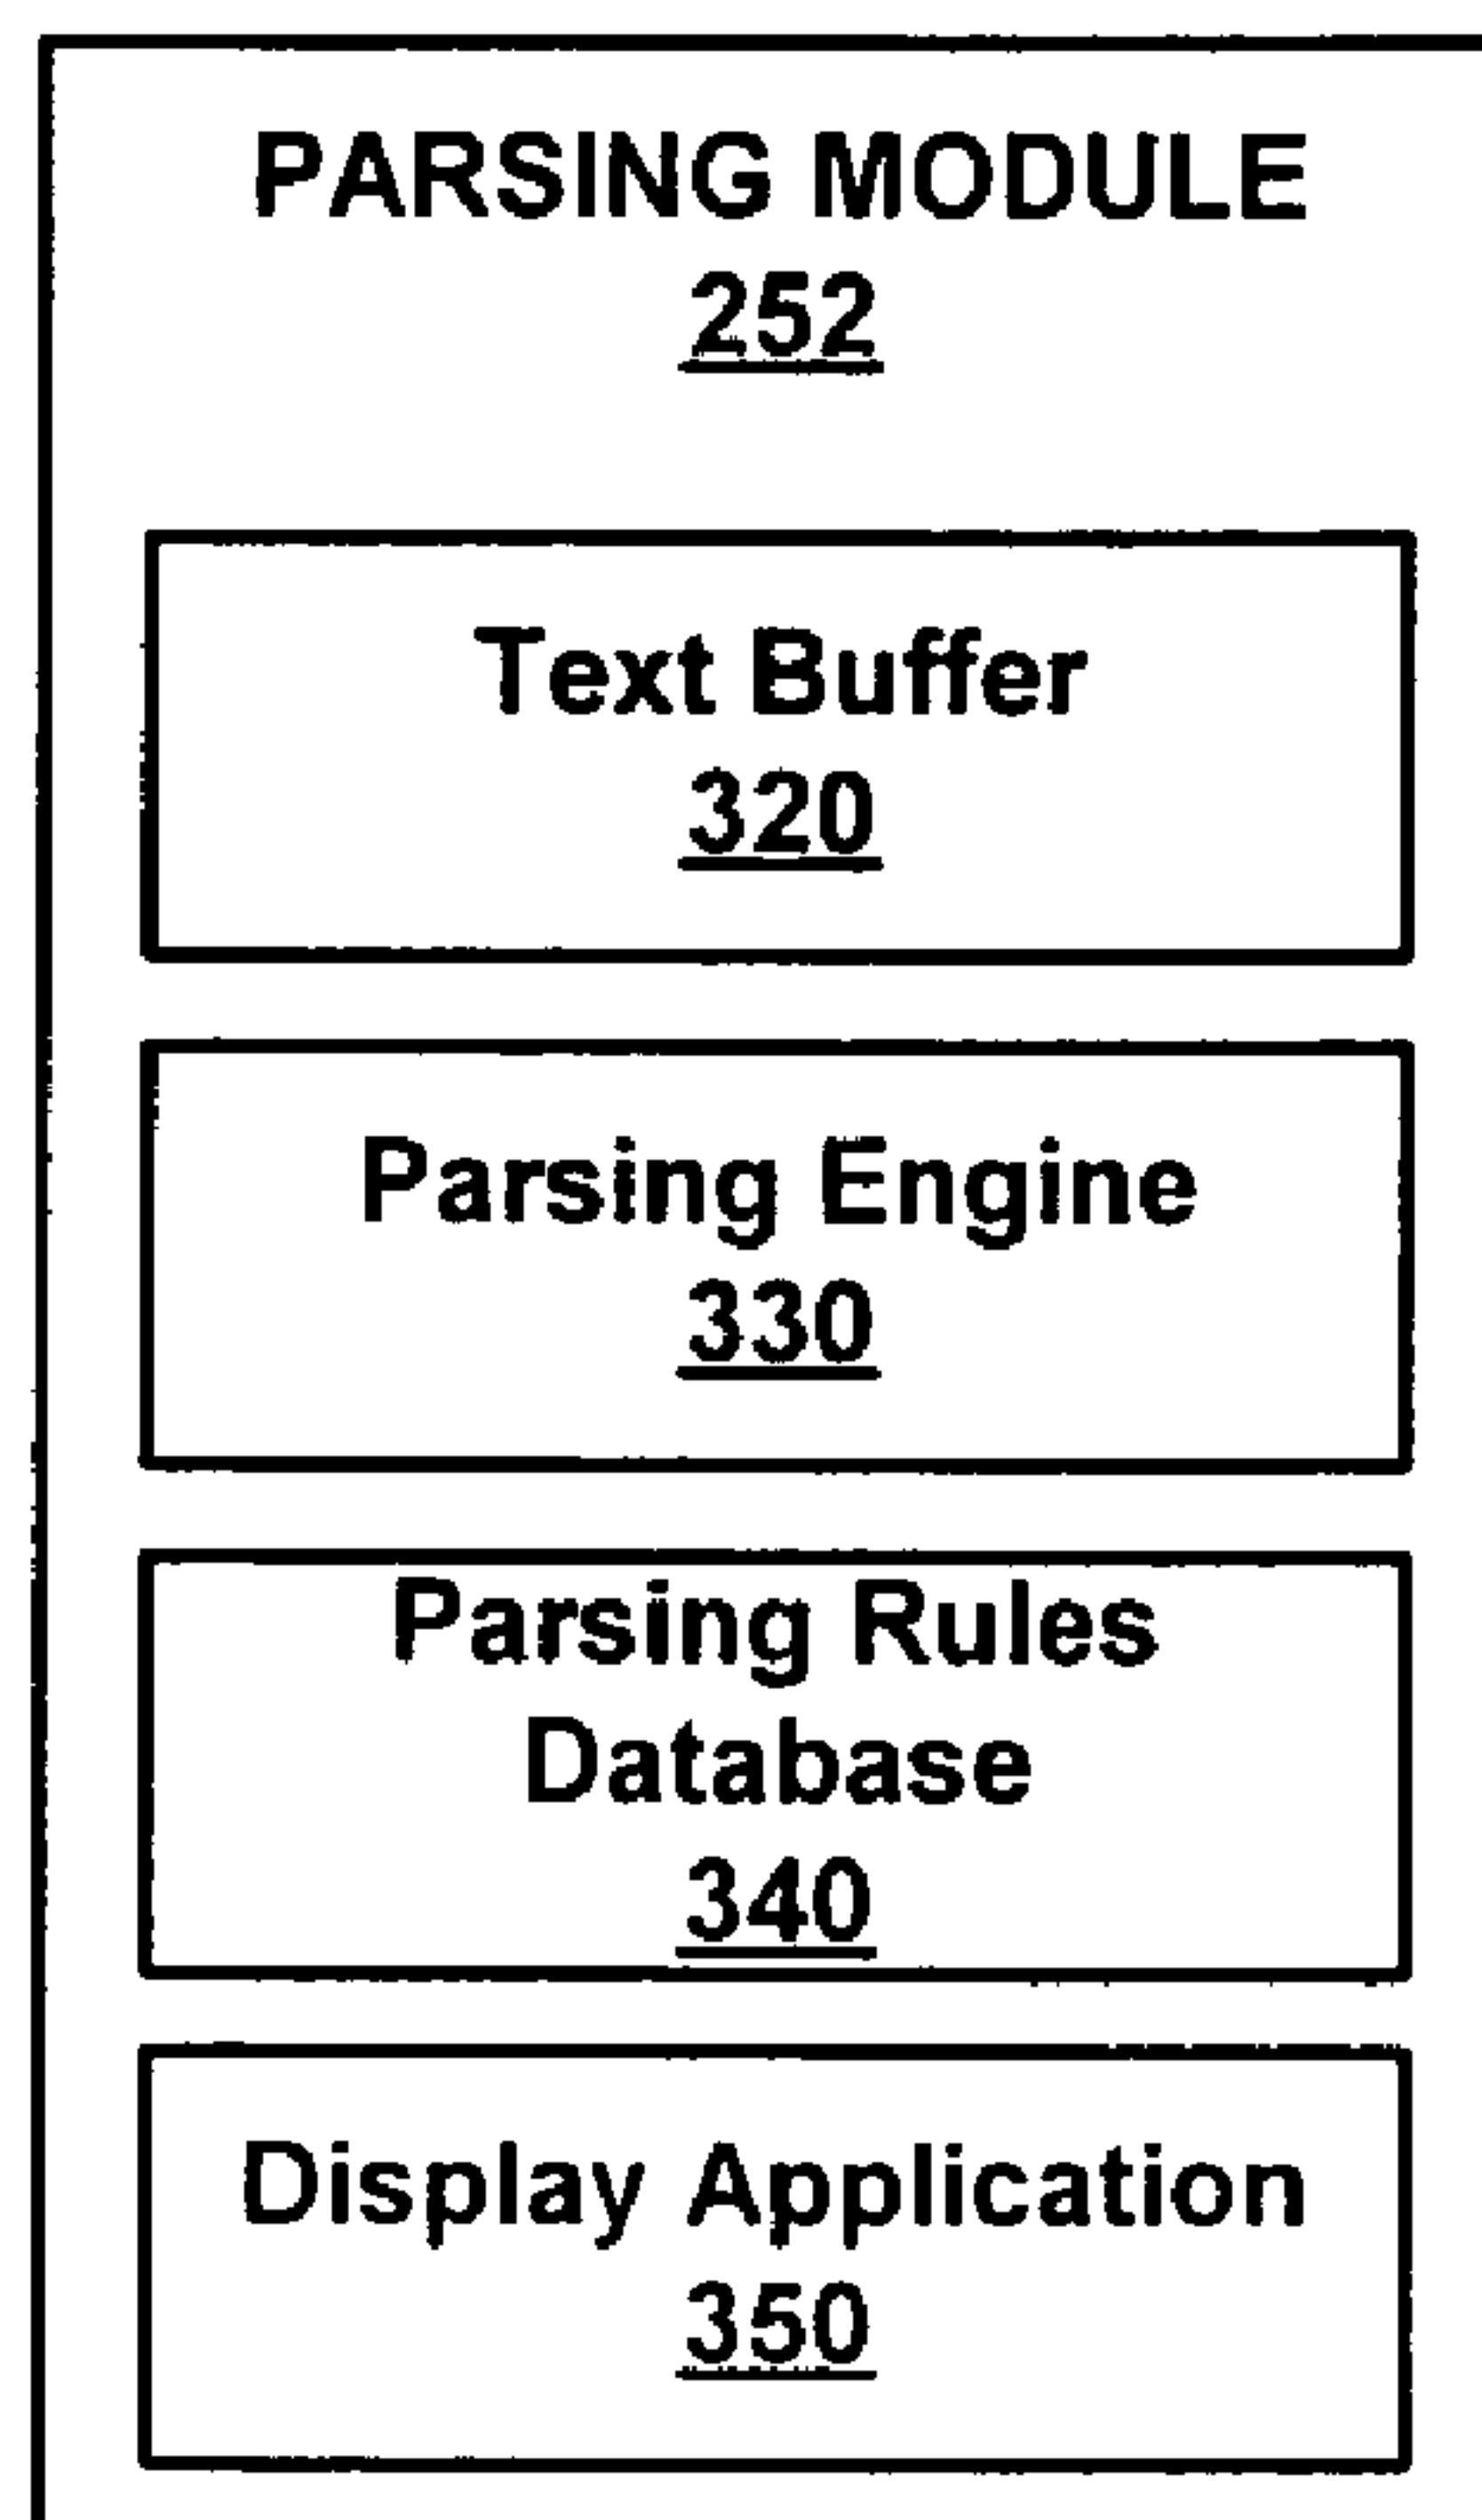 PARSING MODULE
252
Text Buffer
320
Parsing Engine
330
Parsing Rules
Database
340
Display Application
350